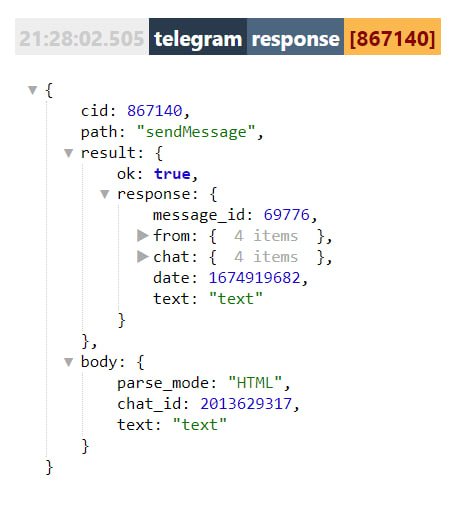 21:28:02.505 telegram response [867140]
▼ {
cid: 867140,
path: "sendMessage",
▼ result: {
ok: true,
▼ response: {
message_id: 69776,
▶ from: { 4 items },
▶ chat: { 4 items },
date: 1674919682,
text: "text"
}
},
▼ body: {
parse_mode: "HTML",
chat_id: 2013629317,
text: "text"
}
}